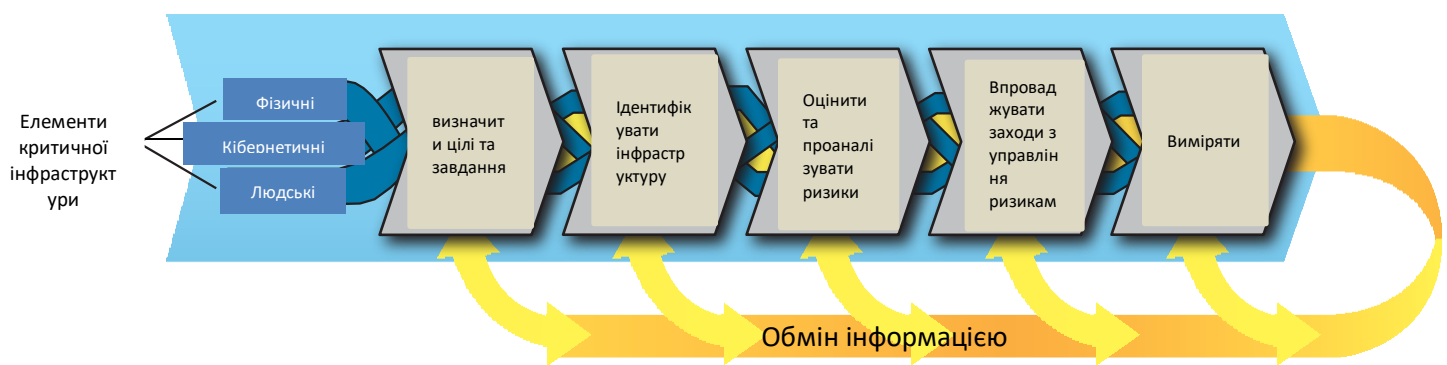 Елементи
критичної
інфраструкт
ури
Фізичні
Кібернетичні
Людські
визначит
и цілі та
завдання
Ідентифік
увати
інфрастр
уктуру
Оцінити
та
проаналі
зувати
ризики
Впровад
жувати
заходи з
управлін
ня
ризикам
Виміряти
Обмін інформацією